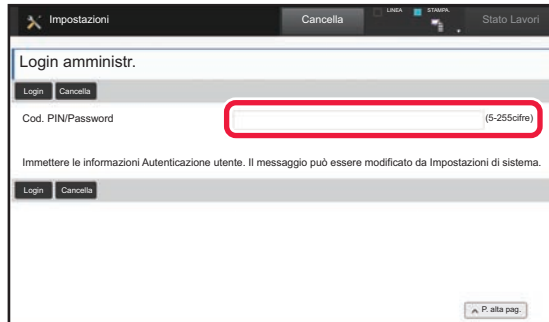 Impostazioni
Cancella
LINEA
STAMPA.
Stato Lavori
Login amministr.
Login Cancella
Cod. PIN/Password (5-255cifre)
Immettere le informazioni Autenticazione utente. Il messaggio può essere modificato da Impostazioni di sistema.
Login Cancella
P. alta pag.